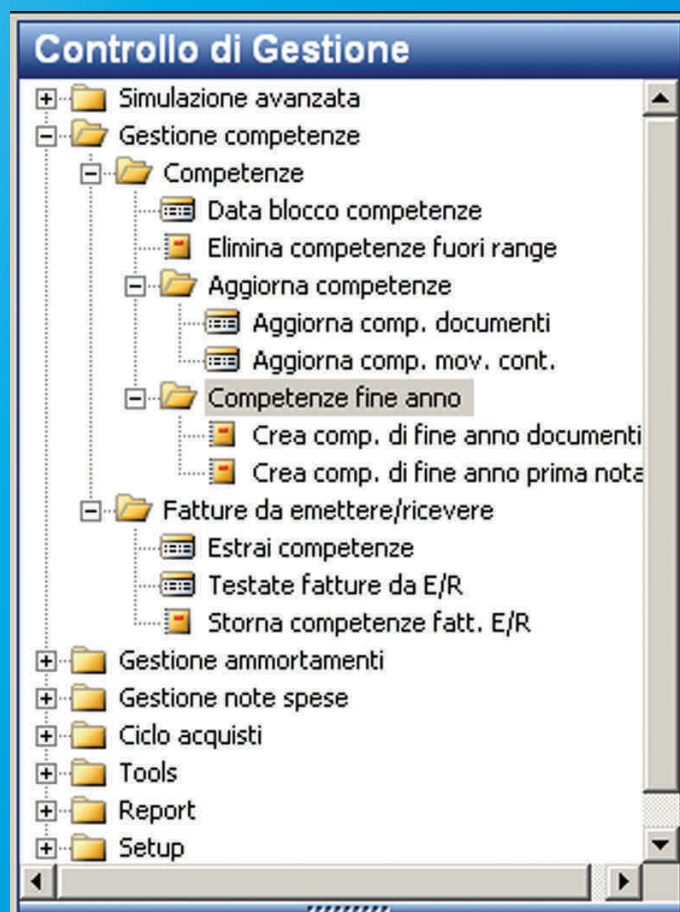 Controllo di Gestione
Simulazione avanzata
Gestione competenze
Competenze
Data blocco competenze
Elimina competenze fuori range
Aggiorna competenze
Aggiorna comp. documenti
Aggiorna comp. mov. cont.
Competenze fine anno
Crea comp. di fine anno documenti
Crea comp. di fine anno prima nota
Fatture da emettere/ricevere
Estrai competenze
Testate fatture da E/R
Storna competenze fatt. E/R
Gestione ammortamenti
Gestione note spese
Ciclo acquisti
Tools
Report
Setup